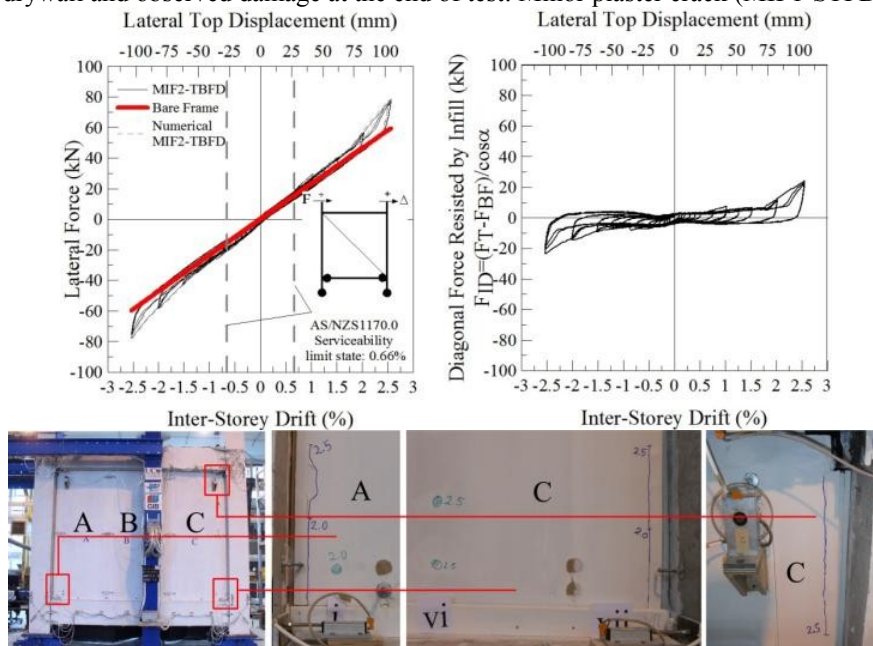 drywall and observed damage at the end of test: Minor plaster crack (MIF1-STFD
Lateral Top Displacement (mm)
-100 -75 -50 -25 0 25 50 75 100
100
80
60
40
20
0
-20
-40
-60
-80
-100
Lateral Force (kN)
MIF2-TBFD
Bare Frame
Numerical
MIF2-TBFD
F
+
+
Δ
AS/NZS1170.0
Serviceability
limit state: 0.66%
-3 -2.5 -2 -1.5 -1 -0.5 0 0.5 1 1.5 2 2.5 3
Inter-Storey Drift (%)
Lateral Top Displacement (mm)
-100 -75 -50 -25 0 25 50 75 100
100
80
60
40
20
0
-20
-40
-60
-80
-100
Diagonal Force Resisted by Infill (kN)
FID=(FT-FBF)/cosα
-3 -2.5 -2 -1.5 -1 -0.5 0 0.5 1 1.5 2 2.5 3
Inter-Storey Drift (%)
A B C
A B C
2.5
A
2.0
2.0
i
2.5
C
2.5
2.0
2.5
vi
C
2.5